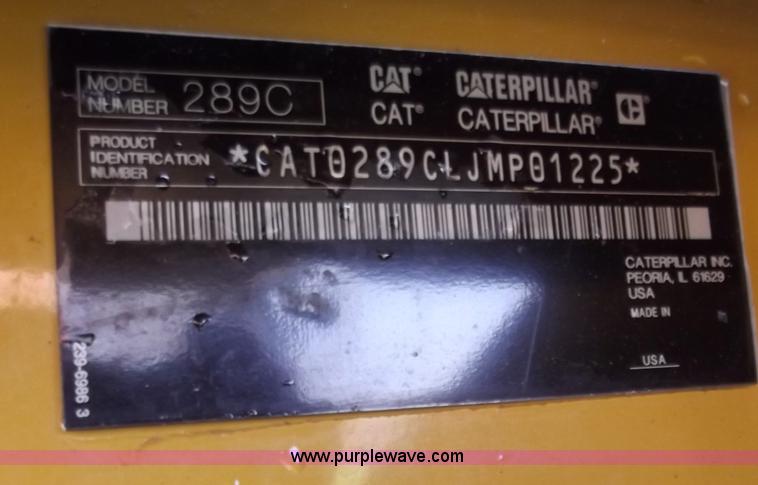 MODEL NUMBER 289C
CAT® CATERPILLAR®
CAT® CATERPILLAR®
PRODUCT IDENTIFICATION NUMBER *CAT0289CLJMP01225*
CATERPILLAR INC.
PEORIA, IL 61629
USA
MADE IN
USA
239-6986 3
www.purplewave.com